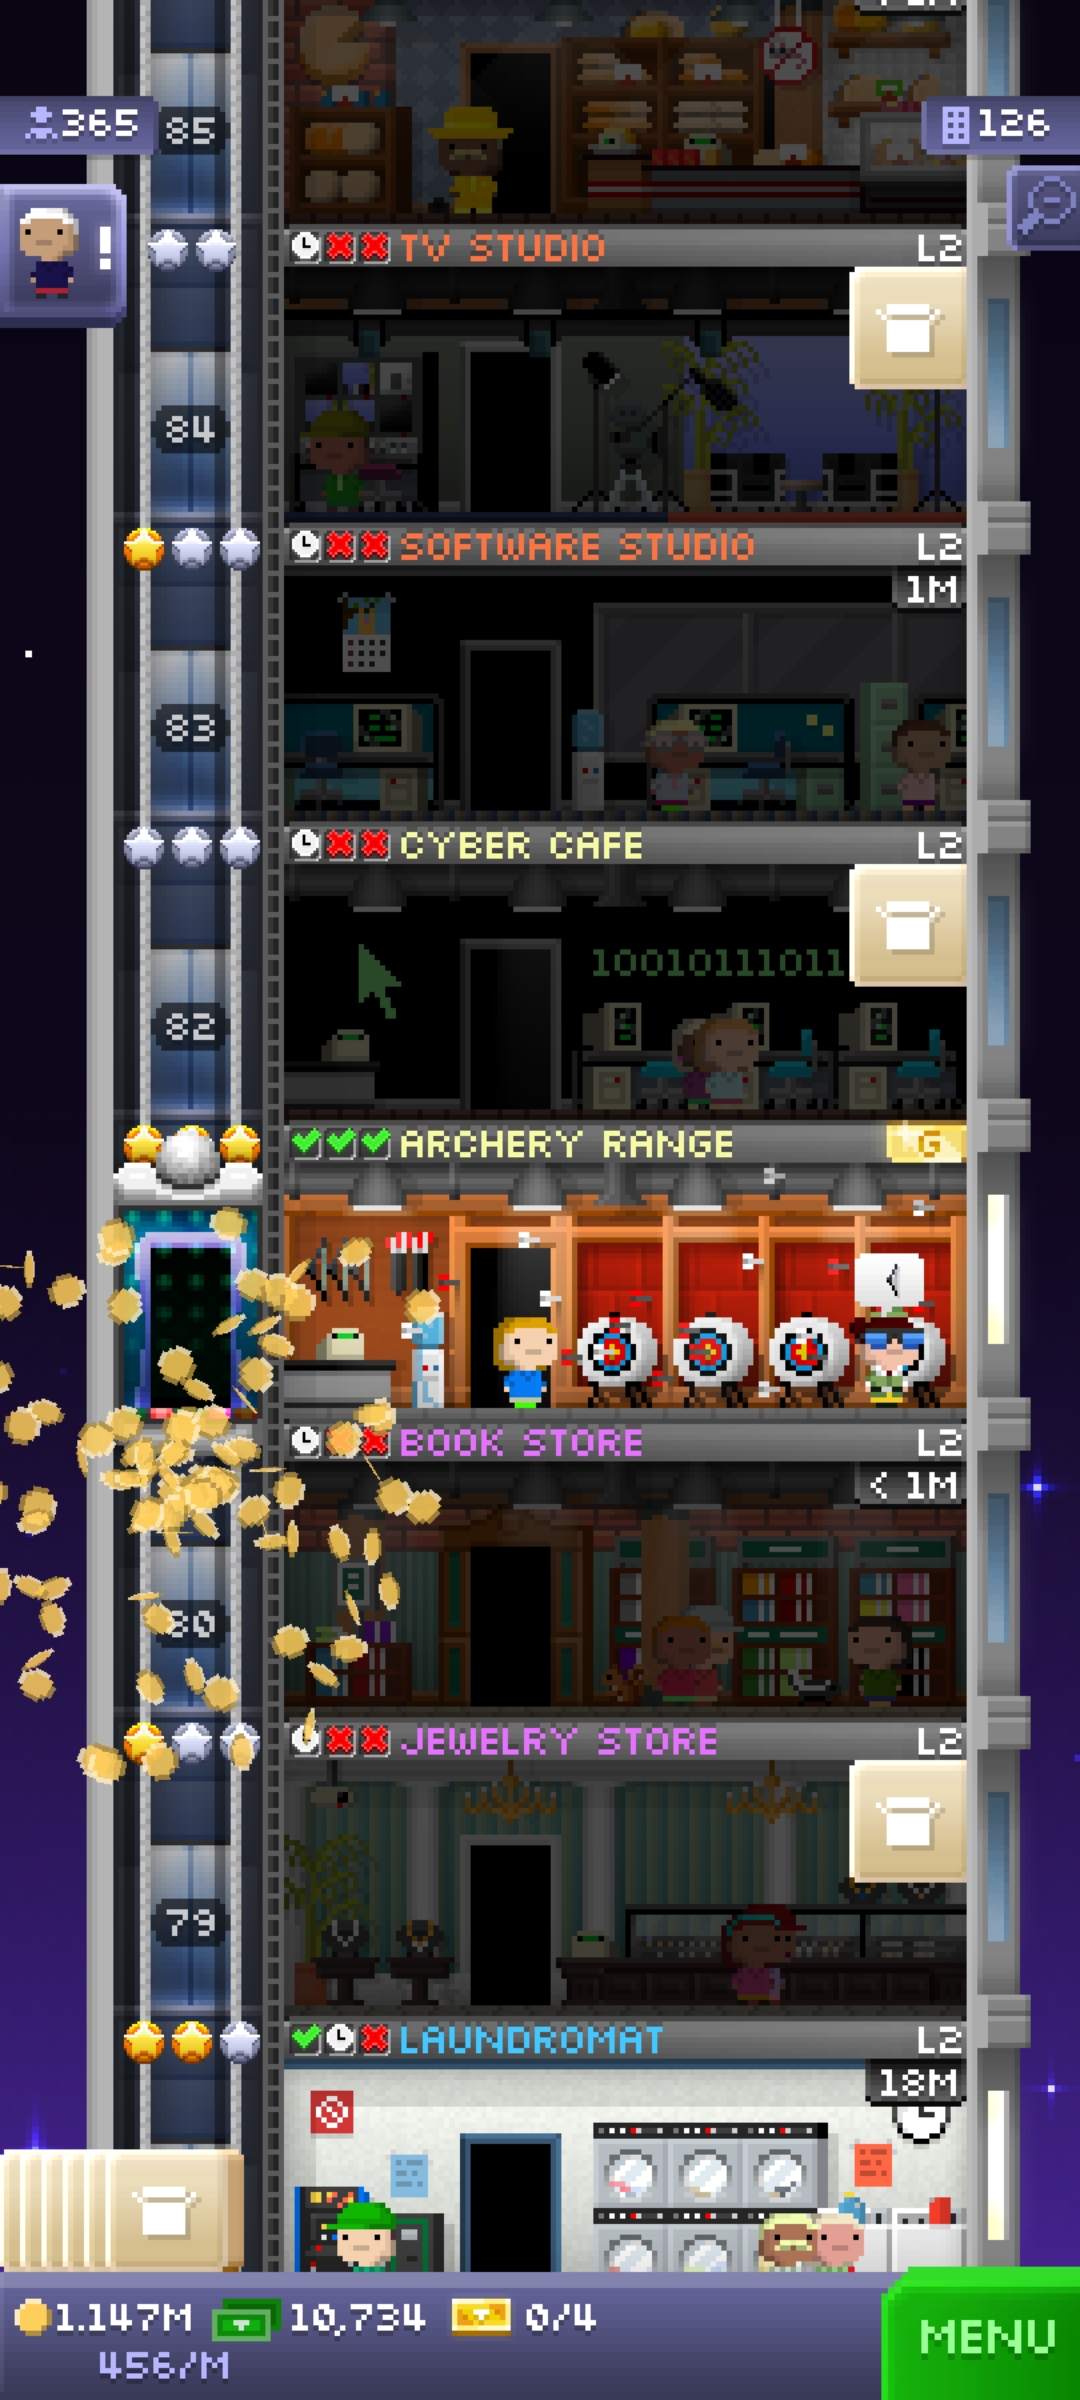 365
85
126
!
TV STUDIO L2
84
SOFTWARE STUDIO L2
1M
83
CYBER CAFE L2
10010111011
82
ARCHERY RANGE G
BOOK STORE L2
< 1M
80
JEWELRY STORE L2
79
LAUNDROMAT L2
18M
1.147M 10,734 0/4
456/M
MENU